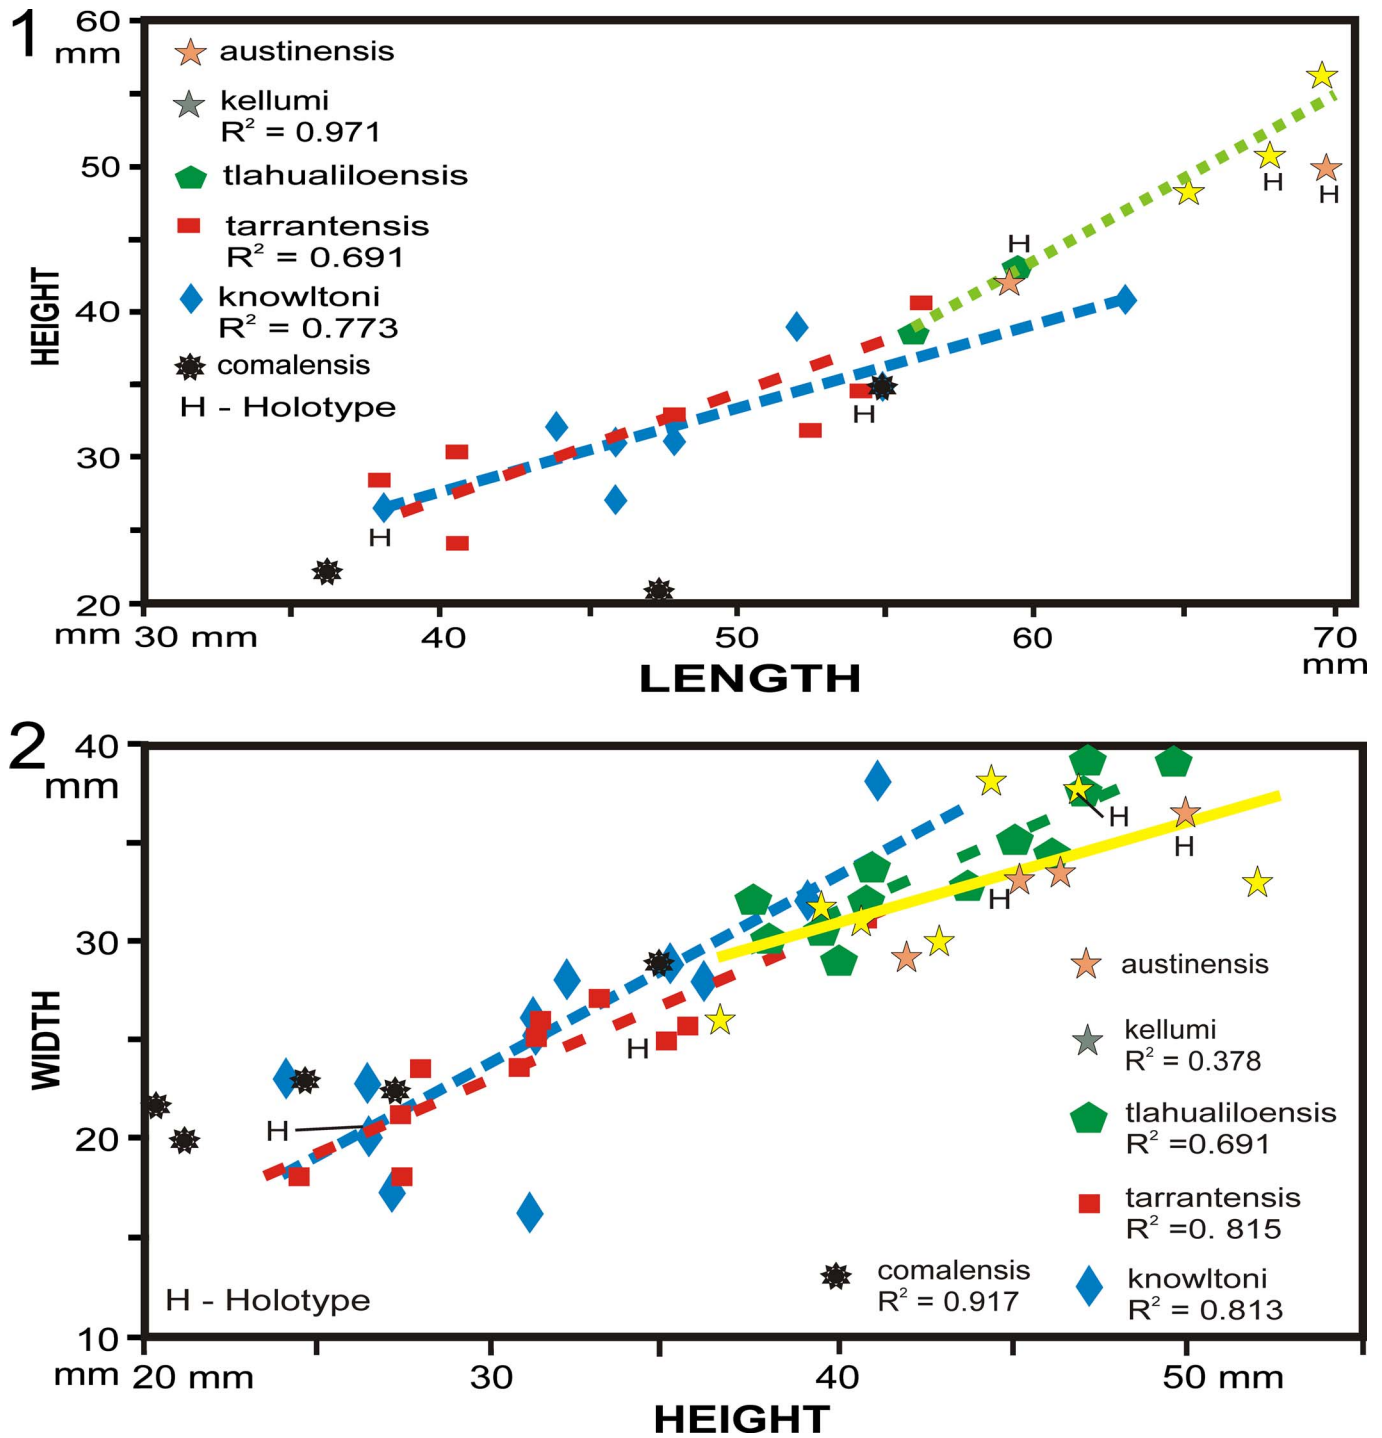 1
60
mm
austinensis
kellumi
R² = 0.971
50
tlahualiloensis
H
H
tarrantensis
R² = 0.691
H
HEIGHT
knowltoni
R² = 0.773
40
comalensis
H - Holotype
H
30
H
20
mm 30 mm 40 50 60 70
mm
LENGTH
2
40
mm
H
H
H
30
austinensis
WIDTH
kellumi
R² = 0.378
H
tlahualiloensis
R² =0.691
H
20
tarrantensis
R² =0. 815
comalensis
R² = 0.917
knowltoni
R² = 0.813
H - Holotype
10
mm 20 mm 30 40 50 mm
HEIGHT